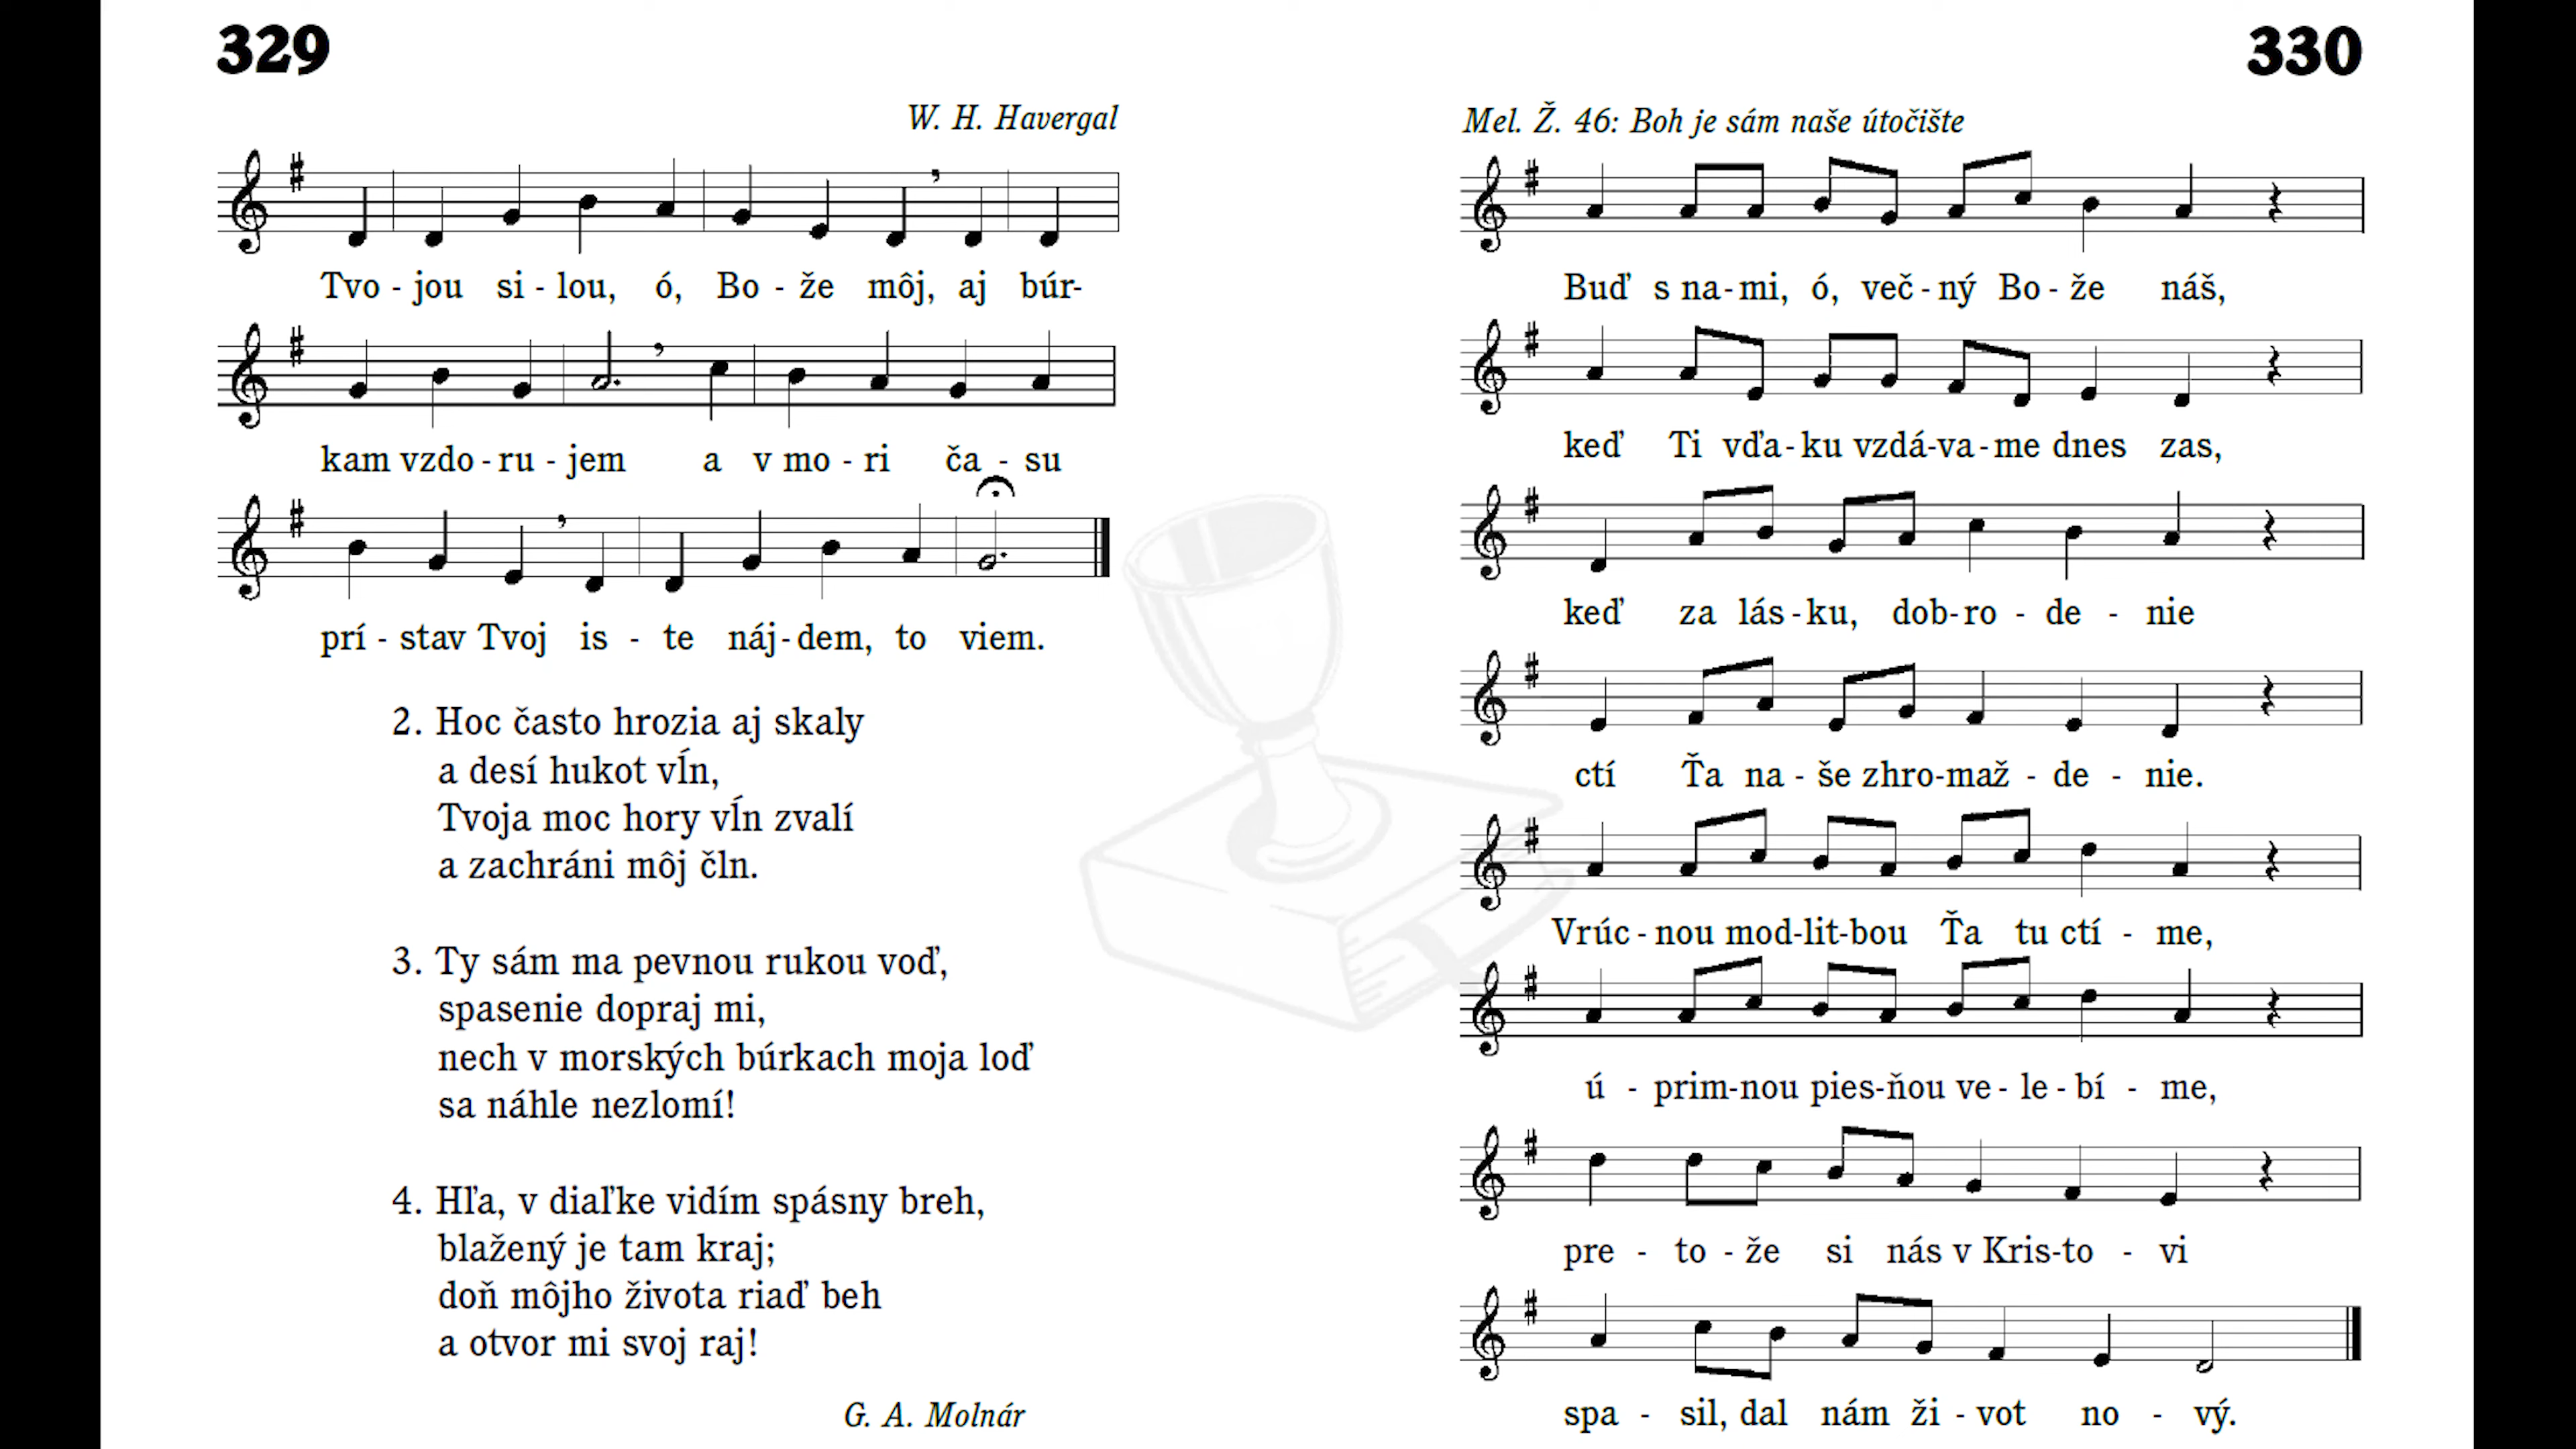 329
W. H. Havergal
Tvo - jou si - lou, ó, Bo - že môj, aj búr-
kam vzdo - ru - jem a v mo - ri ča - su
prí - stav Tvoj is - te náj - dem, to viem.
2. Hoc často hrozia aj skaly
a desí hukot vĺn,
Tvoja moc hory vĺn zvalí
a zachráni môj čln.
3. Ty sám ma pevnou rukou voď,
spasenie dopraj mi,
nech v morských búrkach moja loď
sa náhle nezlomí!
4. Hľa, v diaľke vidím spásny breh,
blažený je tam kraj;
doň môjho života riaď beh
a otvor mi svoj raj!
G. A. Molnár
330
Mel. Ž. 46: Boh je sám naše útočište
Buď s na - mi, ó, več - ný Bo - že náš,
keď Ti vďa - ku vzdá-va - me dnes zas,
keď za lás - ku, dob-ro - de - nie
ctí Ťa na - še zhro-maž - de - nie.
Vrúc - nou mod-lit-bou Ťa tu ctí - me,
ú - prim-nou pies-ňou ve - le - bí - me,
pre - to - že si nás v Kris-to - vi
spa - sil, dal nám ži - vot no - vý.